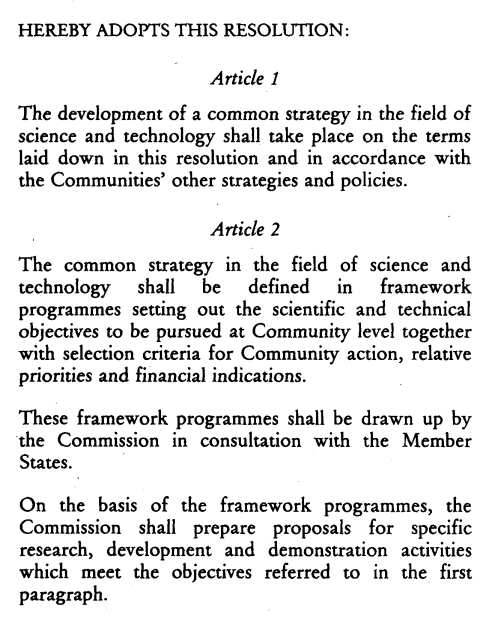 HEREBY ADOPTS THIS RESOLUTION:
Article 1
The development of a common strategy in the field of
science and technology shall take place on the terms
laid down in this resolution and in accordance with
the Communities' other strategies and policies.
Article 2
The common strategy in the field of science and
technology shall be defined in framework
programmes setting out the scientific and technical
objectives to be pursued at Community level together
with selection criteria for Community action, relative
priorities and financial indications.
These framework programmes shall be drawn up by
the Commission in consultation with the Member
States.
On the basis of the framework programmes, the
Commission shall prepare proposals for specific
research, development and demonstration activities
which meet the objectives referred to in the first
paragraph.